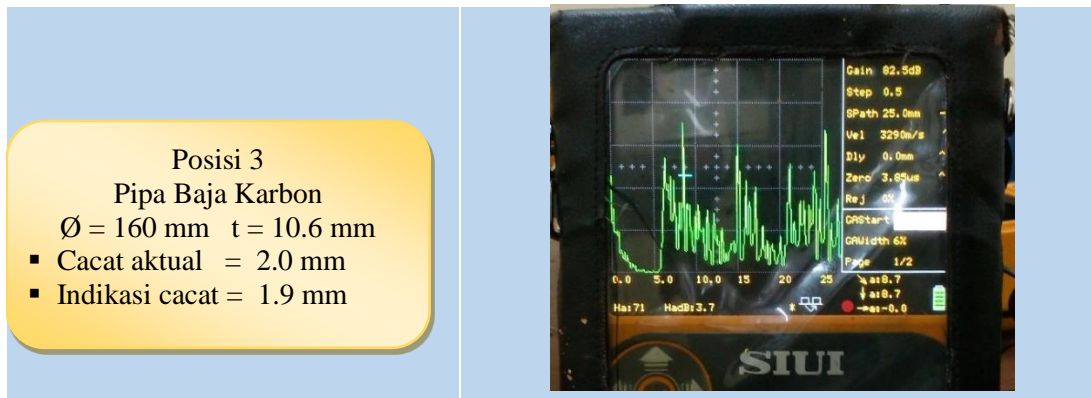 Posisi 3
Pipa Baja Karbon
Ø = 160 mm t = 10.6 mm
▪ Cacat aktual = 2.0 mm
▪ Indikasi cacat = 1.9 mm
Gain 82.5dB
Step 0.5
SPath 25.0mm
Vel 3290m/s
Dly 0.0mm
Zero 3.85us
Rej 0%
GAStart
GAWidth 6%
Page 1/2
0.0 5.0 10.0 15 20 25
a:8.7
a:8.7
a:-0.0
Ha:71 HadB:3.7 *
SIUI